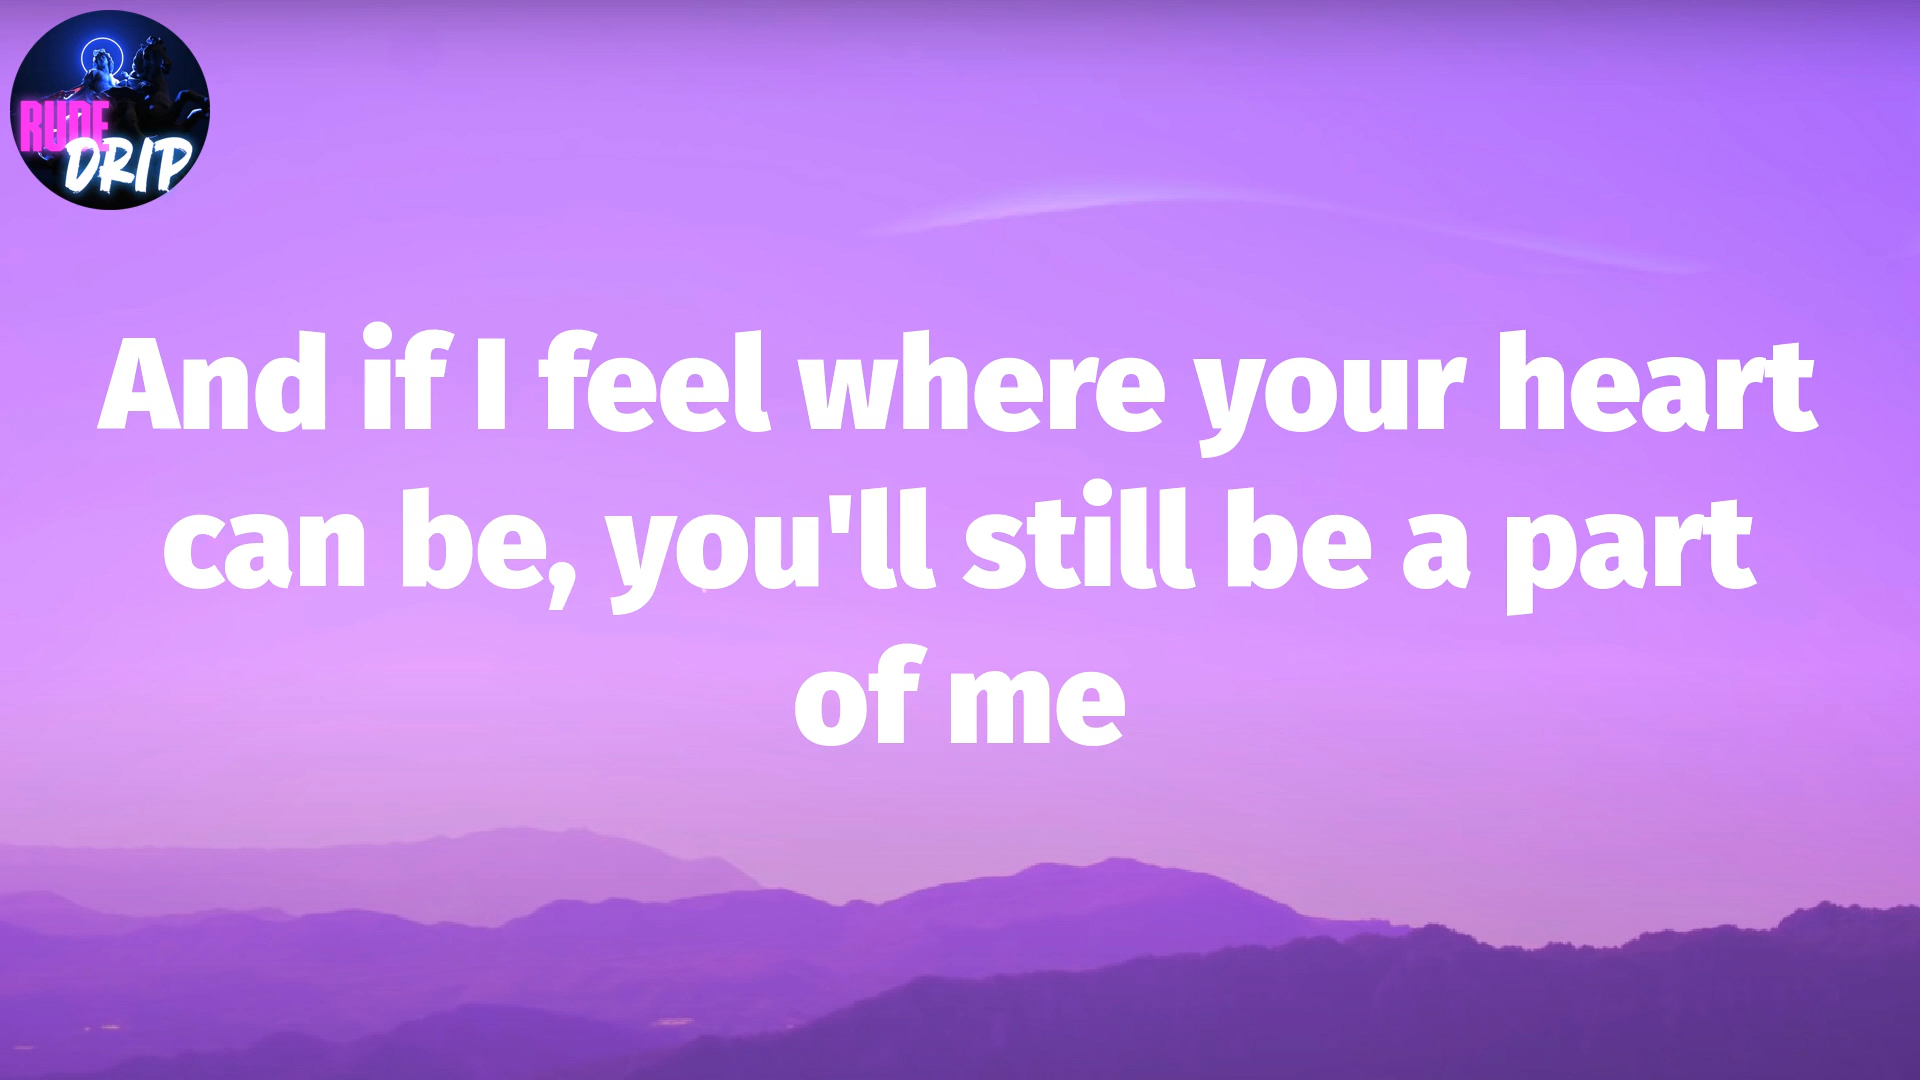 RUDE
DRIP
And if I feel where your heart
can be, you'll still be a part
of me